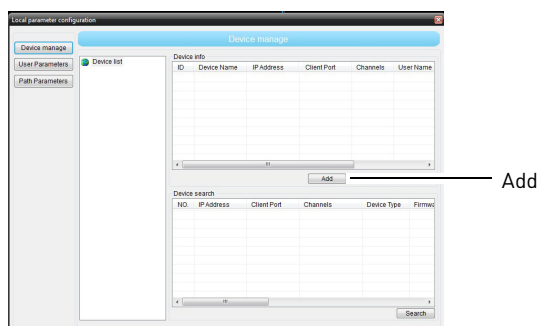 Local parameter configuration
Device manage
Device manage
User Parameters
Path Parameters
Device list
Device info
ID Device Name IP Address Client Port Channels User Name
Add
Add
Device search
NO. IP Address Client Port Channels Device Type Firmwa
Search